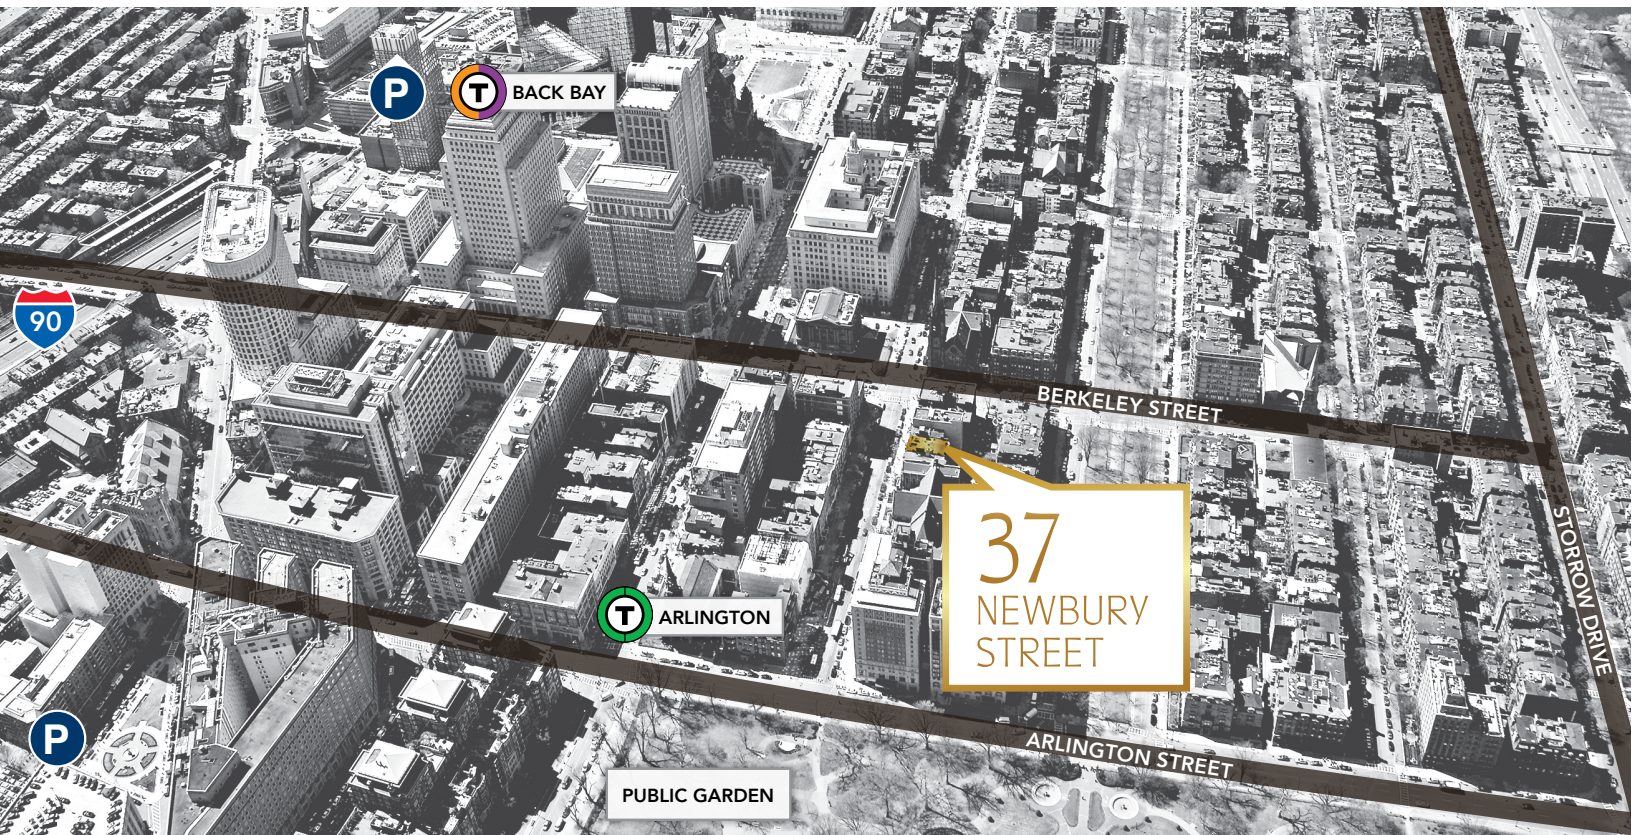 P
T
BACK BAY
90
BERKELEY STREET
37
NEWBURY
STREET
STORROW DRIVE
T
ARLINGTON
P
ARLINGTON STREET
PUBLIC GARDEN